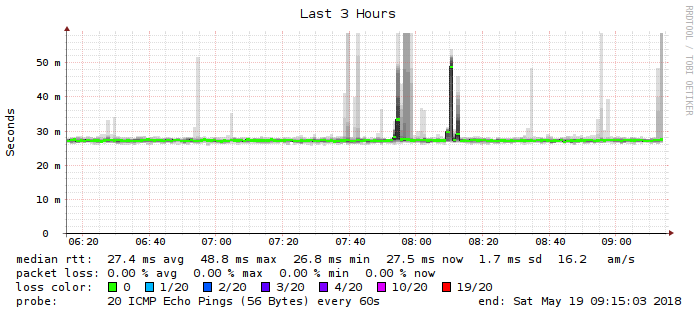 Last 3 Hours
RRDTOOL / TOBI OETIKER
Seconds
50 m
40 m
30 m
20 m
10 m
0
06:20 06:40 07:00 07:20 07:40 08:00 08:20 08:40 09:00
median rtt: 27.4 ms avg 48.8 ms max 26.8 ms min 27.5 ms now 1.7 ms sd 16.2 am/s
packet loss: 0.00 % avg 0.00 % max 0.00 % min 0.00 % now
loss color: 0 1/20 2/20 3/20 4/20 10/20 19/20
probe: 20 ICMP Echo Pings (56 Bytes) every 60s end: Sat May 19 09:15:03 2018